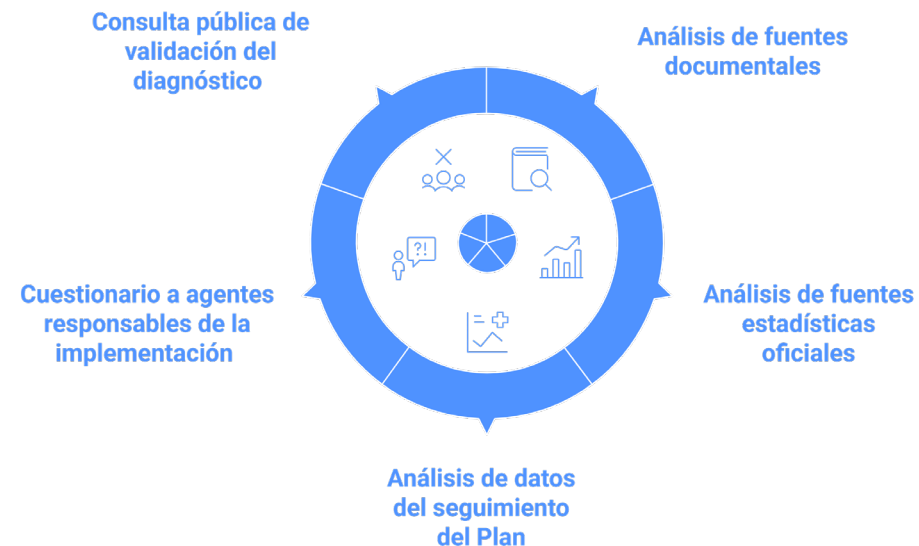 Consulta pública de
validación del
diagnóstico
Análisis de fuentes
documentales
?!
Cuestionario a agentes
responsables de la
implementación
Análisis de fuentes
estadísticas
oficiales
Análisis de datos
del seguimiento
del Plan